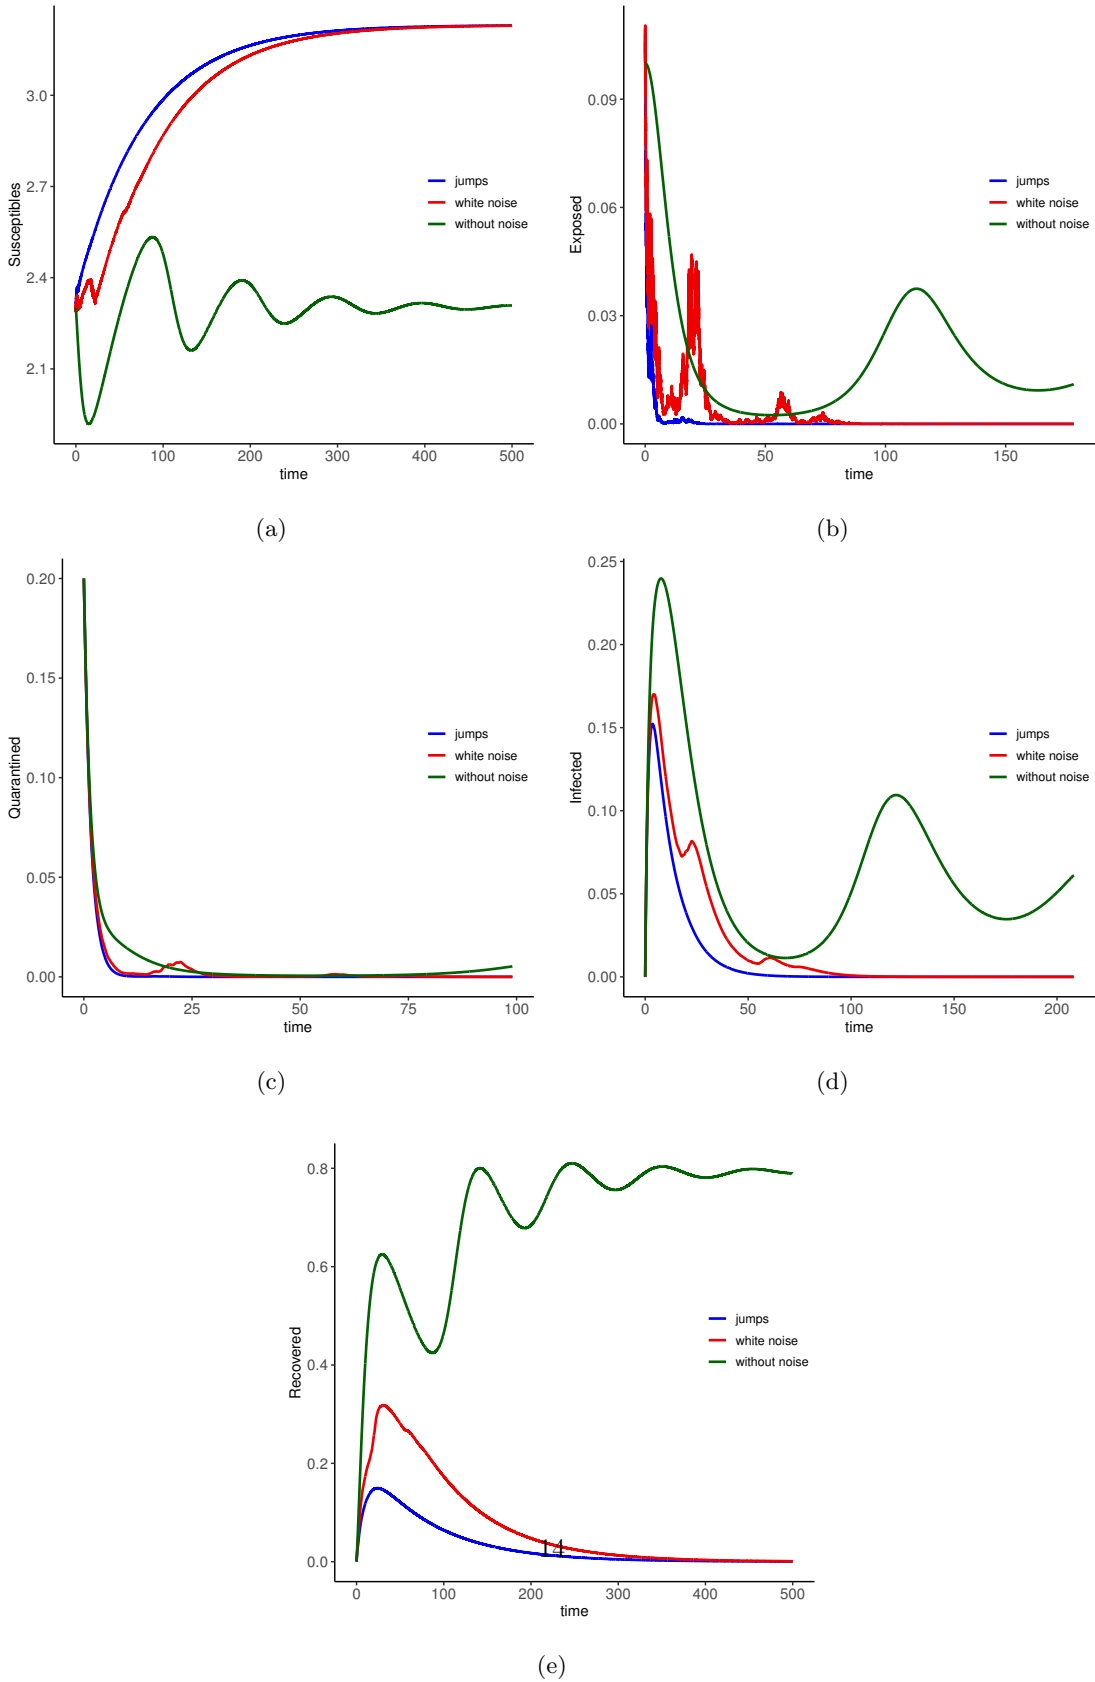 Susceptibles
3.0
2.7
2.4
2.1
0 100 200 300 400 500
time
jumps
white noise
without noise
(a)
Exposed
0.09
0.06
0.03
0.00
0 50 100 150
time
jumps
white noise
without noise
(b)
Quarantined
0.20
0.15
0.10
0.05
0.00
0 25 50 75 100
time
jumps
white noise
without noise
(c)
Infected
0.25
0.20
0.15
0.10
0.05
0.00
0 50 100 150 200
time
jumps
white noise
without noise
(d)
Recovered
0.8
0.6
0.4
0.2
0.0
0 100 200 300 400 500
time
jumps
white noise
without noise
14
(e)